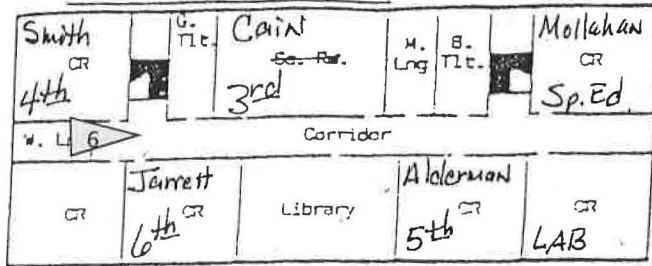 Smith
CR
4th
G.
Tlt.
Cain
Sc. Rm.
3rd
M.
Lng
B.
Tlt.
Mollahan
CR
Sp. Ed.
6
Corridor
CR
Jarrett
CR
6th
Library
Alderman
CR
5th
CR
LAB